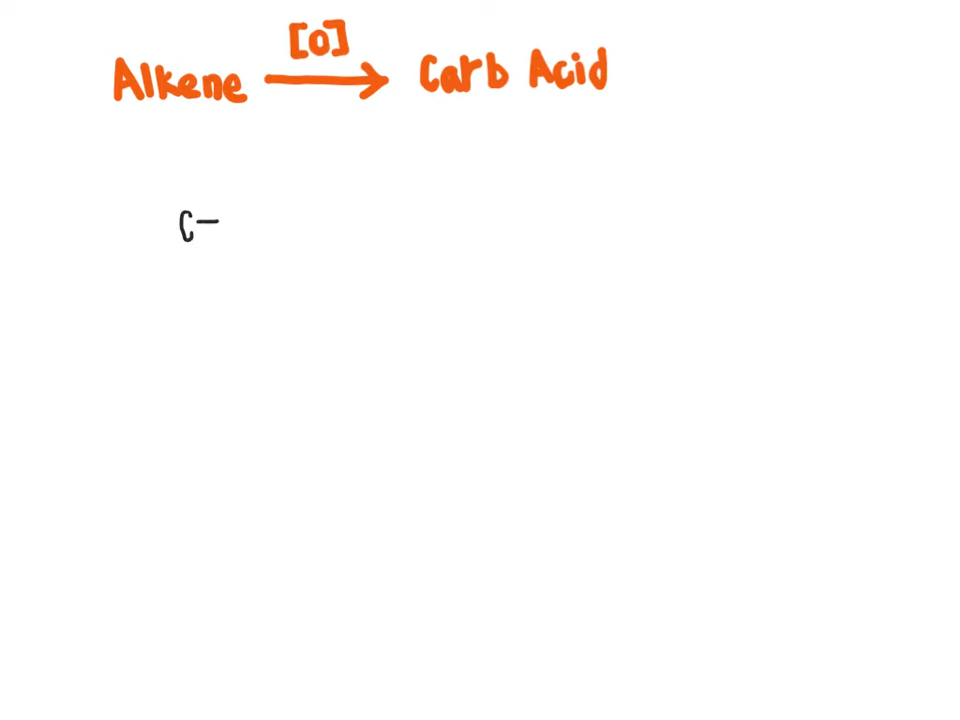 [O]
Alkene → Carb Acid
C–